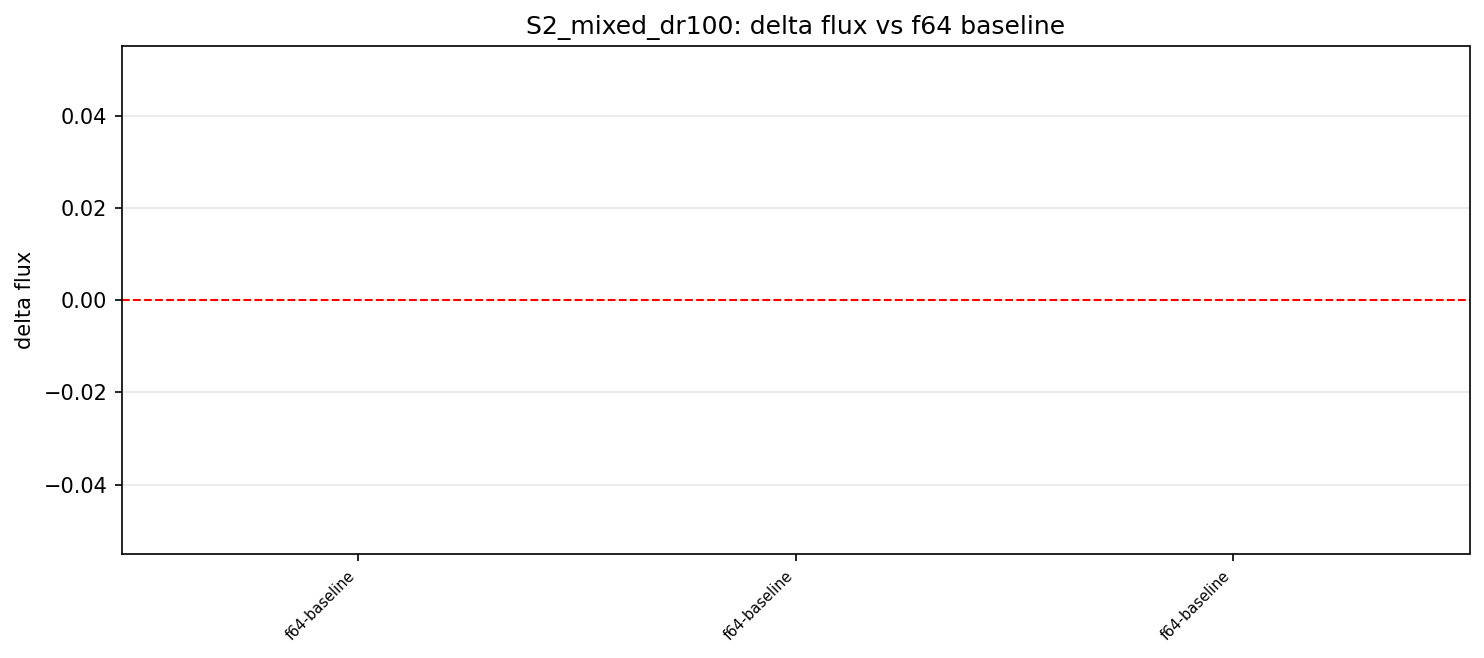 S2_mixed_dr100: delta flux vs f64 baseline
delta flux
0.04
0.02
0.00
−0.02
−0.04
f64-baseline
f64-baseline
f64-baseline